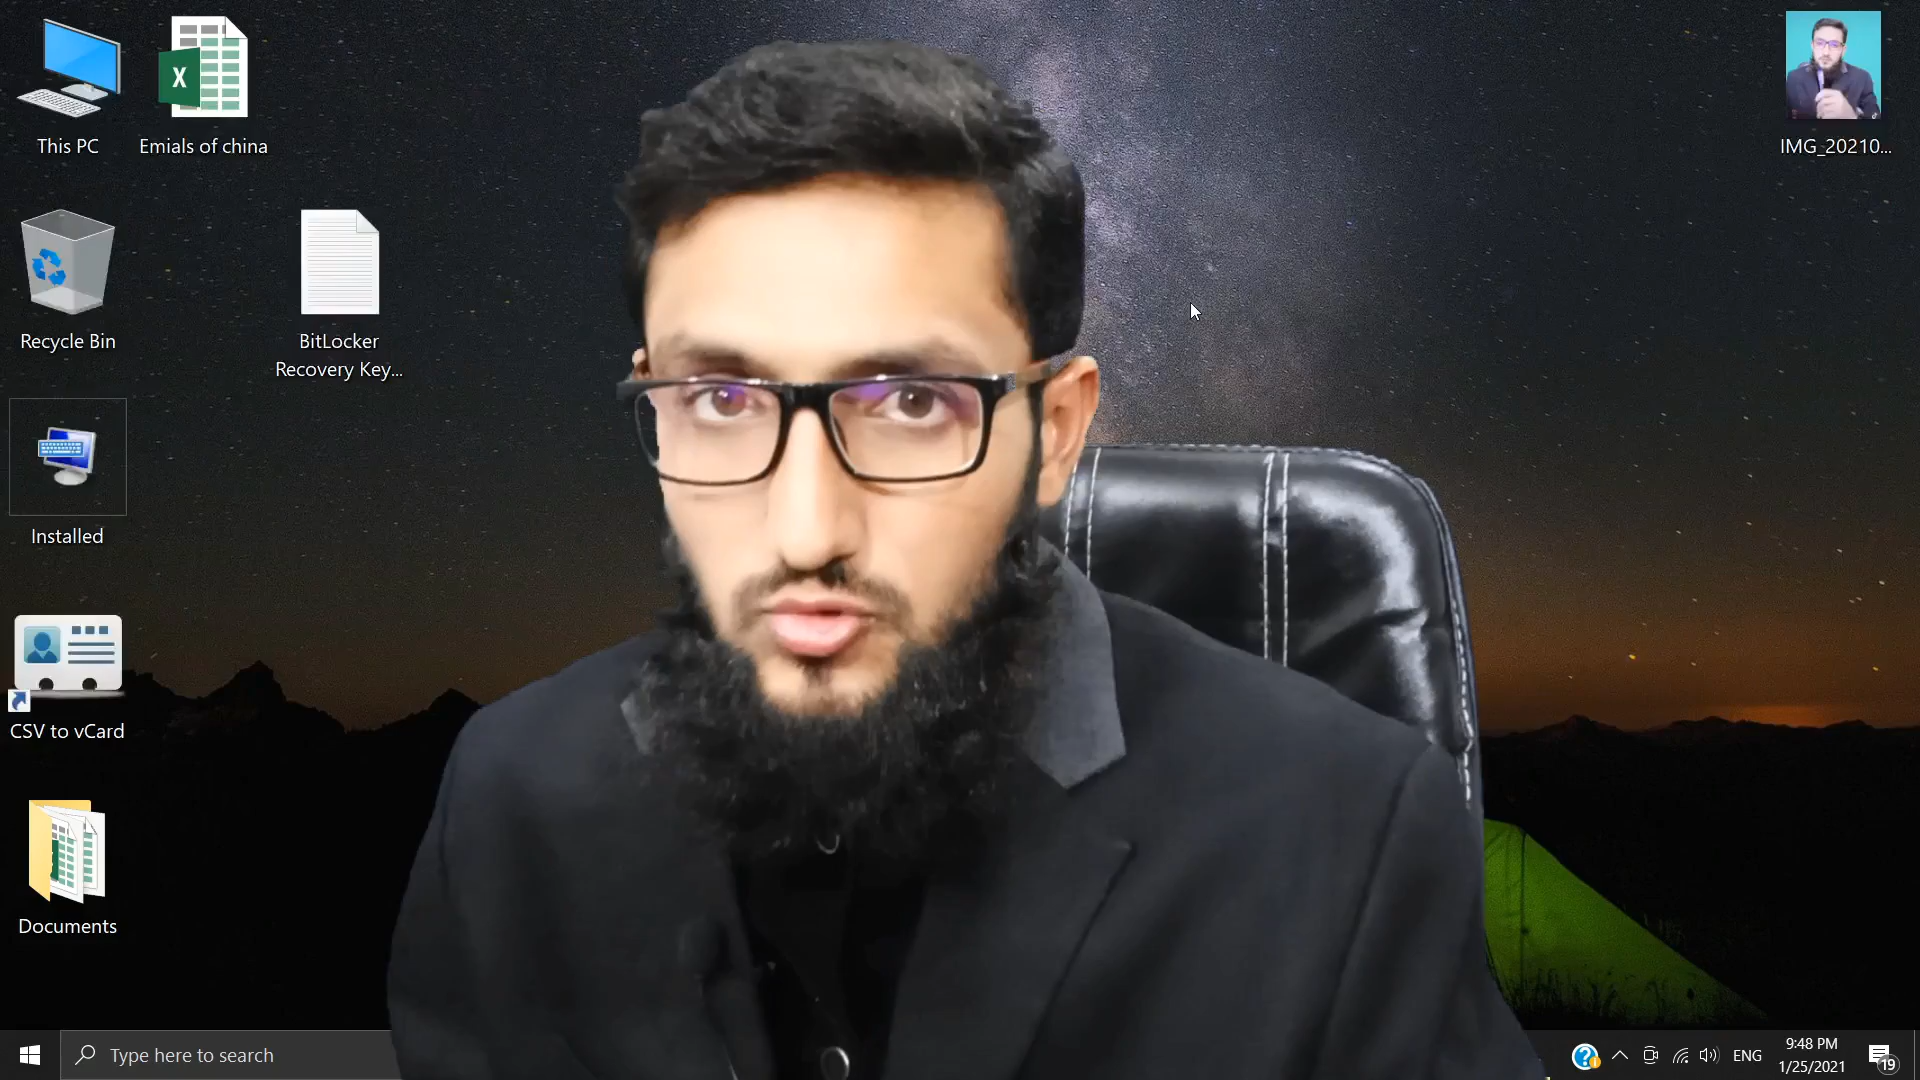 This PC
Emials of china
IMG_20210...
Recycle Bin
BitLocker
Recovery Key...
Installed
CSV to vCard
Documents
Type here to search
ENG
9:48 PM
1/25/2021
19